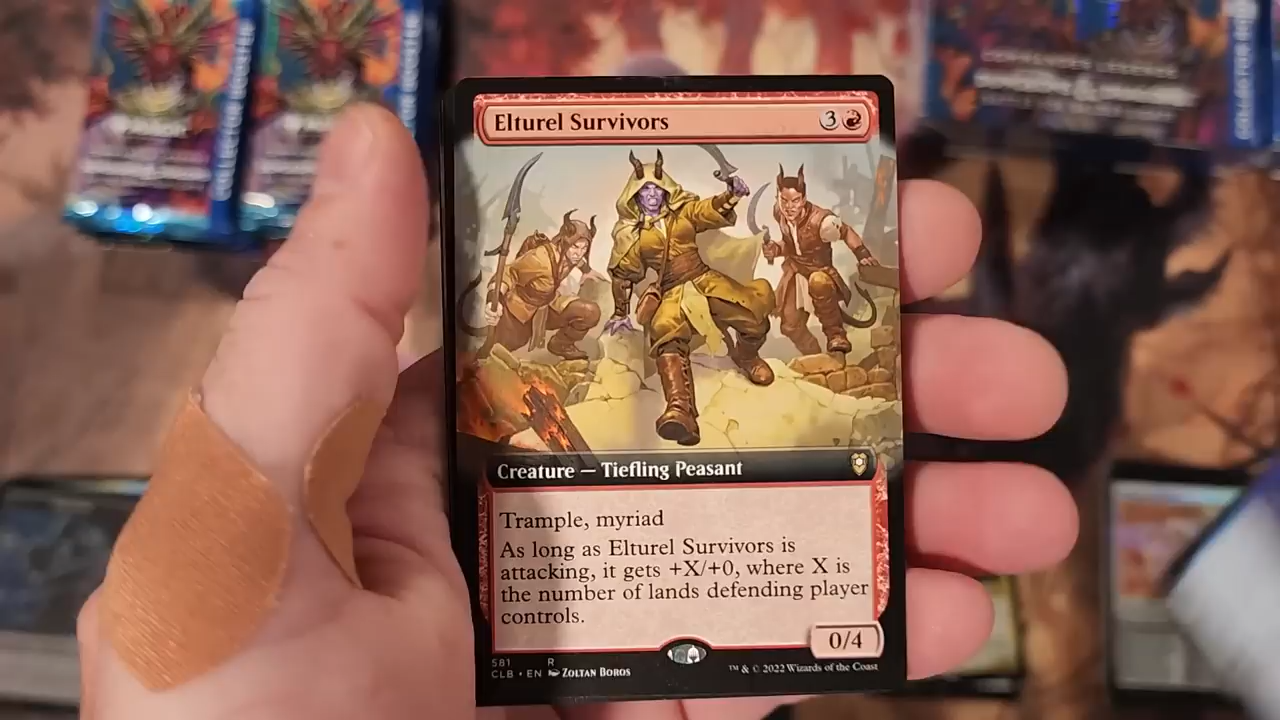 Elturel Survivors
3
Creature — Tiefling Peasant
Trample, myriad
As long as Elturel Survivors is
attacking, it gets +X/+0, where X is
the number of lands defending player
controls.
0/4
581 R
CLB • EN ZOLTAN BOROS
™ & © 2022 Wizards of the Coast